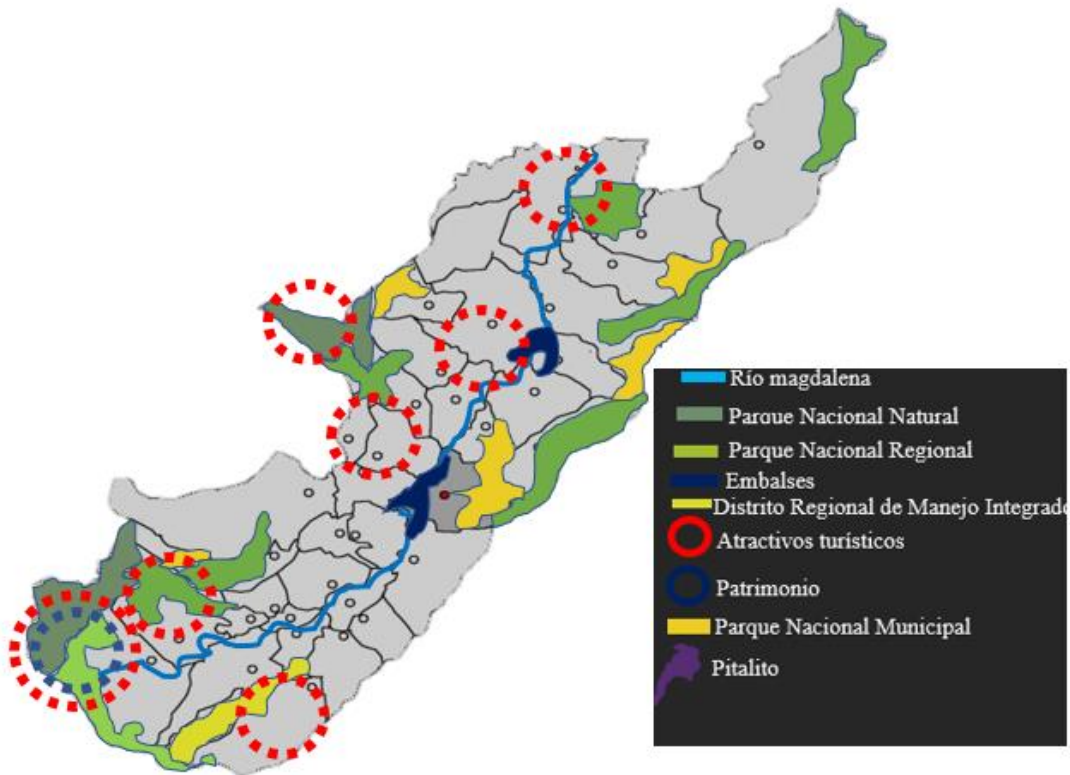 Río magdalena
Parque Nacional Natural
Parque Nacional Regional
Embalses
Distrito Regional de Manejo Integrado
Atractivos turísticos
Patrimonio
Parque Nacional Municipal
Pitalito